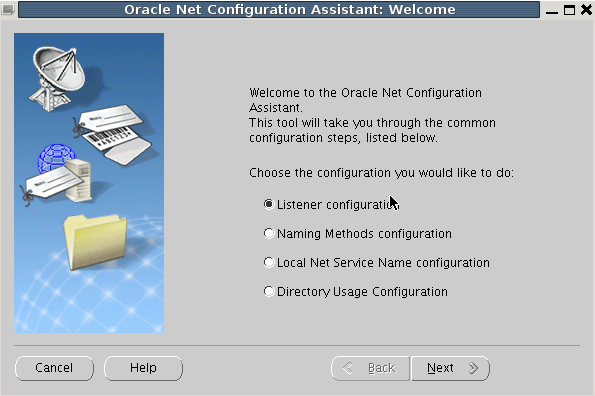 Oracle Net Configuration Assistant: Welcome
Welcome to the Oracle Net Configuration
Assistant.
This tool will take you through the common
configuration steps, listed below.
Choose the configuration you would like to do:
Listener configuration
Naming Methods configuration
Local Net Service Name configuration
Directory Usage Configuration
Cancel
Help
Back
Next